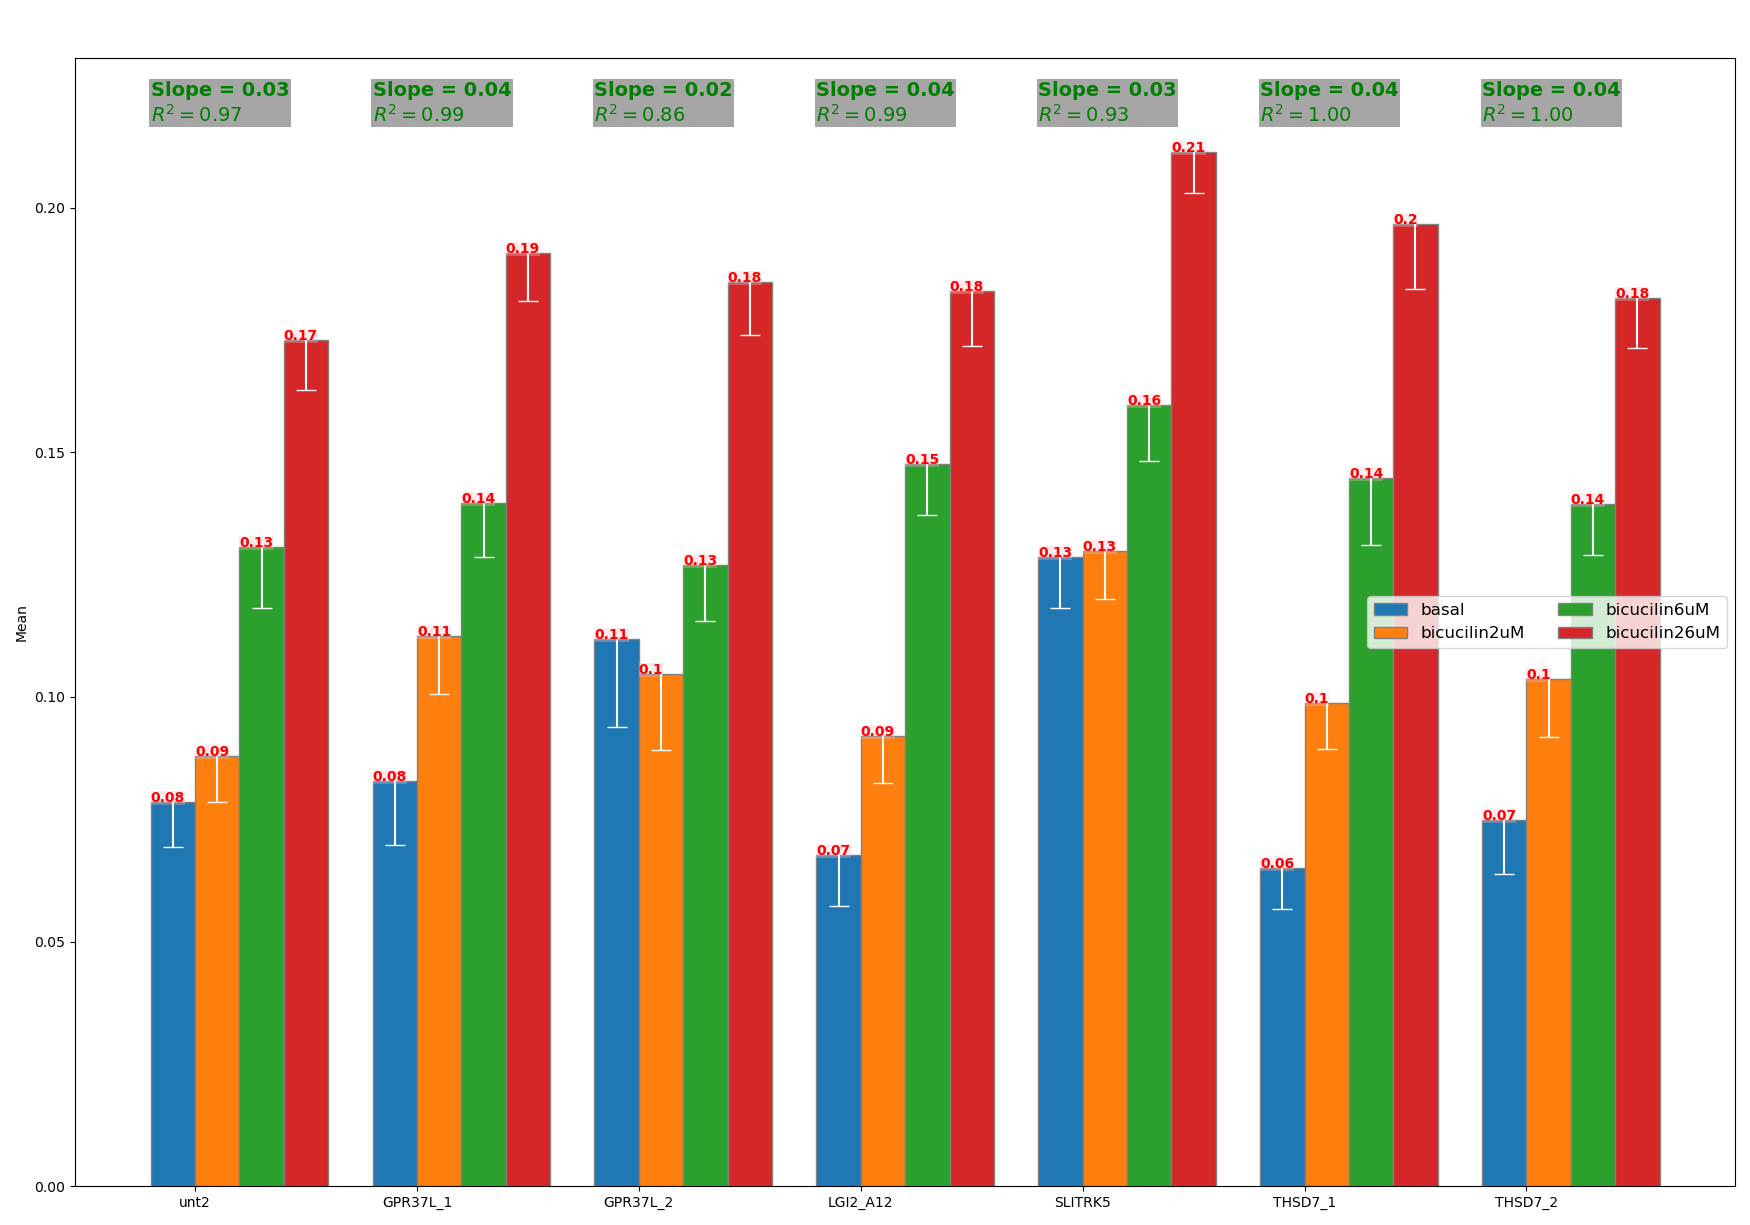 Slope = 0.03
R² = 0.97
Slope = 0.04
R² = 0.99
Slope = 0.02
R² = 0.86
Slope = 0.04
R² = 0.99
Slope = 0.03
R² = 0.93
Slope = 0.04
R² = 1.00
Slope = 0.04
R² = 1.00
Mean
0.20
0.15
0.10
0.05
0.00
0.08
0.09
0.13
0.17
0.08
0.11
0.14
0.19
0.11
0.1
0.13
0.18
0.07
0.09
0.15
0.18
0.13
0.13
0.16
0.21
0.06
0.1
0.14
0.2
0.07
0.1
0.14
0.18
basal
bicucilin2uM
bicucilin6uM
bicucilin26uM
unt2
GPR37L_1
GPR37L_2
LGI2_A12
SLITRK5
THSD7_1
THSD7_2